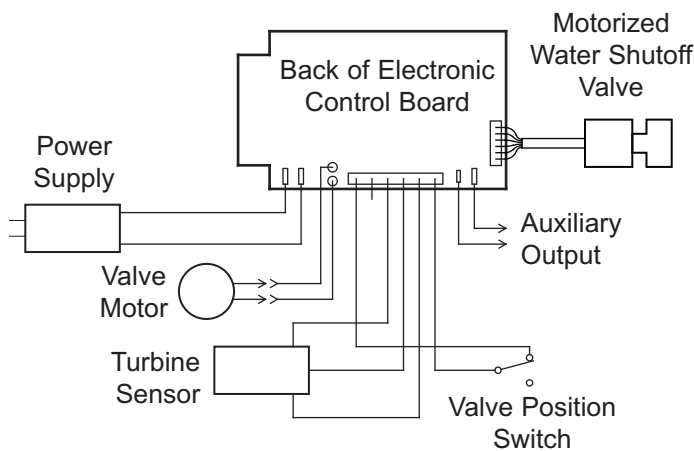 Motorized
Water Shutoff
Valve
Back of Electronic
Control Board
Power
Supply
Auxiliary
Output
Valve
Motor
Turbine
Sensor
Valve Position
Switch